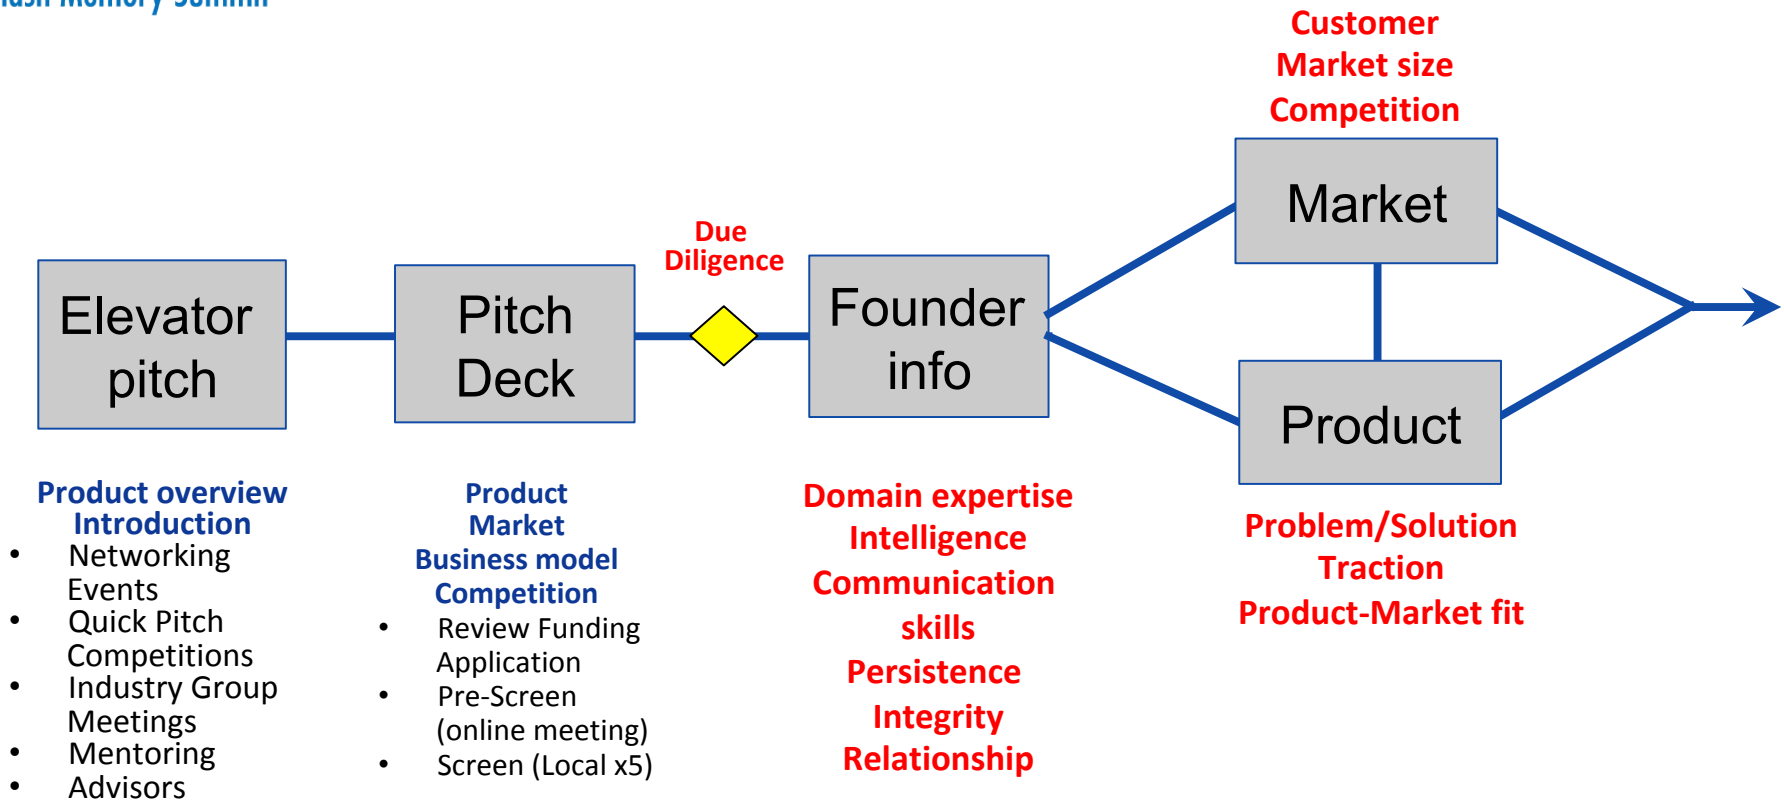 Customer
Market size
Competition
Market
Due
Diligence
Elevator
pitch
Pitch
Deck
Founder
info
Product
Product overview
Introduction
• Networking
Events
• Quick Pitch
Competitions
• Industry Group
Meetings
• Mentoring
• Advisors
Product
Market
Business model
Competition
• Review Funding
Application
• Pre-Screen
(online meeting)
• Screen (Local x5)
Domain expertise
Intelligence
Communication
skills
Persistence
Integrity
Relationship
Problem/Solution
Traction
Product-Market fit